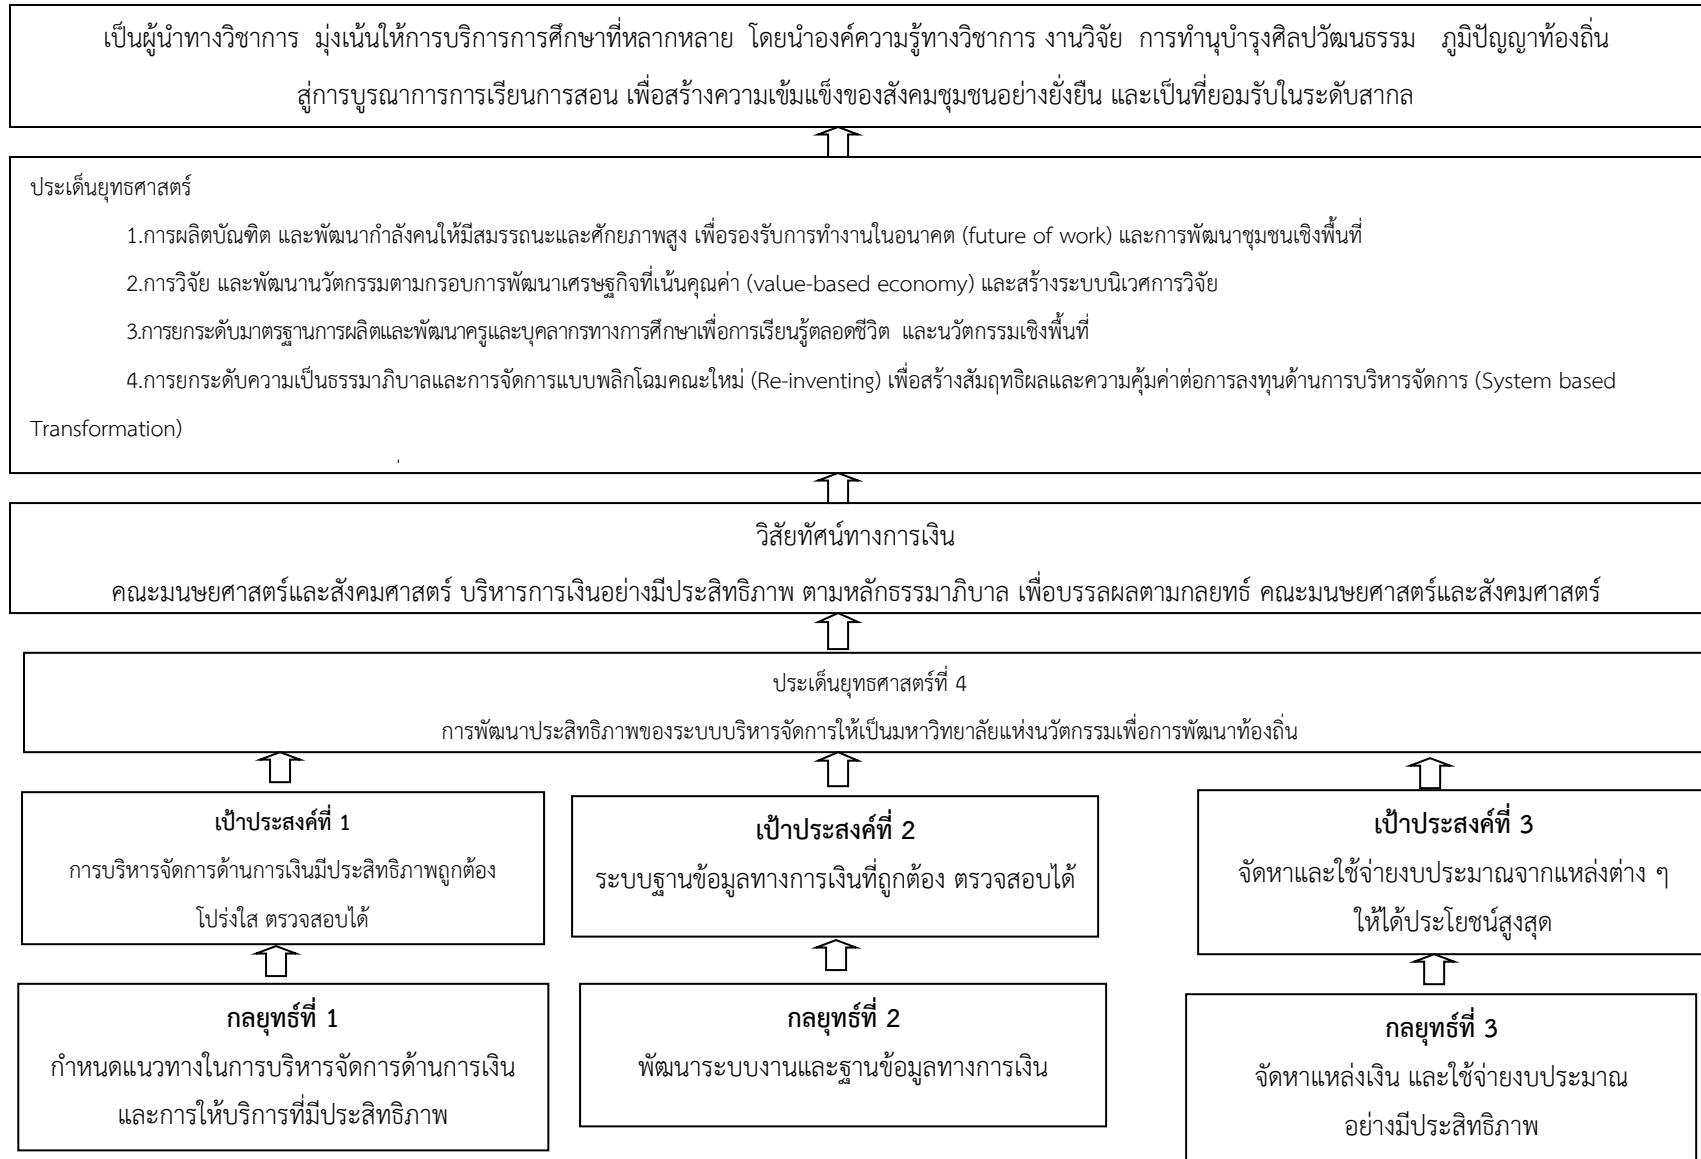 เป็นผู้นำทางวิชาการ มุ่งเน้นให้การบริการการศึกษาที่หลากหลาย โดยนำองค์ความรู้ทางวิชาการ งานวิจัย การทำนุบำรุงศิลปวัฒนธรรม ภูมิปัญญาท้องถิ่น
สู่การบูรณาการการเรียนการสอน เพื่อสร้างความเข้มแข็งของสังคมชุมชนอย่างยั่งยืน และเป็นที่ยอมรับในระดับสากล
ประเด็นยุทธศาสตร์
1.การผลิตบัณฑิต และพัฒนากำลังคนให้มีสมรรถนะและศักยภาพสูง เพื่อรองรับการทำงานในอนาคต (future of work) และการพัฒนาชุมชนเชิงพื้นที่
2.การวิจัย และพัฒนานวัตกรรมตามกรอบการพัฒนาเศรษฐกิจที่เน้นคุณค่า (value-based economy) และสร้างระบบนิเวศการวิจัย
3.การยกระดับมาตรฐานการผลิตและพัฒนาครูและบุคลากรทางการศึกษาเพื่อการเรียนรู้ตลอดชีวิต และนวัตกรรมเชิงพื้นที่
4.การยกระดับความเป็นธรรมาภิบาลและการจัดการแบบพลิกโฉมคณะใหม่ (Re-inventing) เพื่อสร้างสัมฤทธิผลและความคุ้มค่าต่อการลงทุนด้านการบริหารจัดการ (System based
Transformation)
วิสัยทัศน์ทางการเงิน
คณะมนุษยศาสตร์และสังคมศาสตร์ บริหารการเงินอย่างมีประสิทธิภาพ ตามหลักธรรมาภิบาล เพื่อบรรลุผลตามกลยุทธ์ คณะมนุษยศาสตร์และสังคมศาสตร์
ประเด็นยุทธศาสตร์ที่ 4
การพัฒนาประสิทธิภาพของระบบบริหารจัดการให้เป็นมหาวิทยาลัยแห่งนวัตกรรมเพื่อการพัฒนาท้องถิ่น
เป้าประสงค์ที่ 1
การบริหารจัดการด้านการเงินมีประสิทธิภาพถูกต้อง
โปร่งใส ตรวจสอบได้
เป้าประสงค์ที่ 2
ระบบฐานข้อมูลทางการเงินที่ถูกต้อง ตรวจสอบได้
เป้าประสงค์ที่ 3
จัดหาและใช้จ่ายงบประมาณจากแหล่งต่าง ๆ
ให้ได้ประโยชน์สูงสุด
กลยุทธ์ที่ 1
กำหนดแนวทางในการบริหารจัดการด้านการเงิน
และการให้บริการที่มีประสิทธิภาพ
กลยุทธ์ที่ 2
พัฒนาระบบงานและฐานข้อมูลทางการเงิน
กลยุทธ์ที่ 3
จัดหาแหล่งเงิน และใช้จ่ายงบประมาณ
อย่างมีประสิทธิภาพ